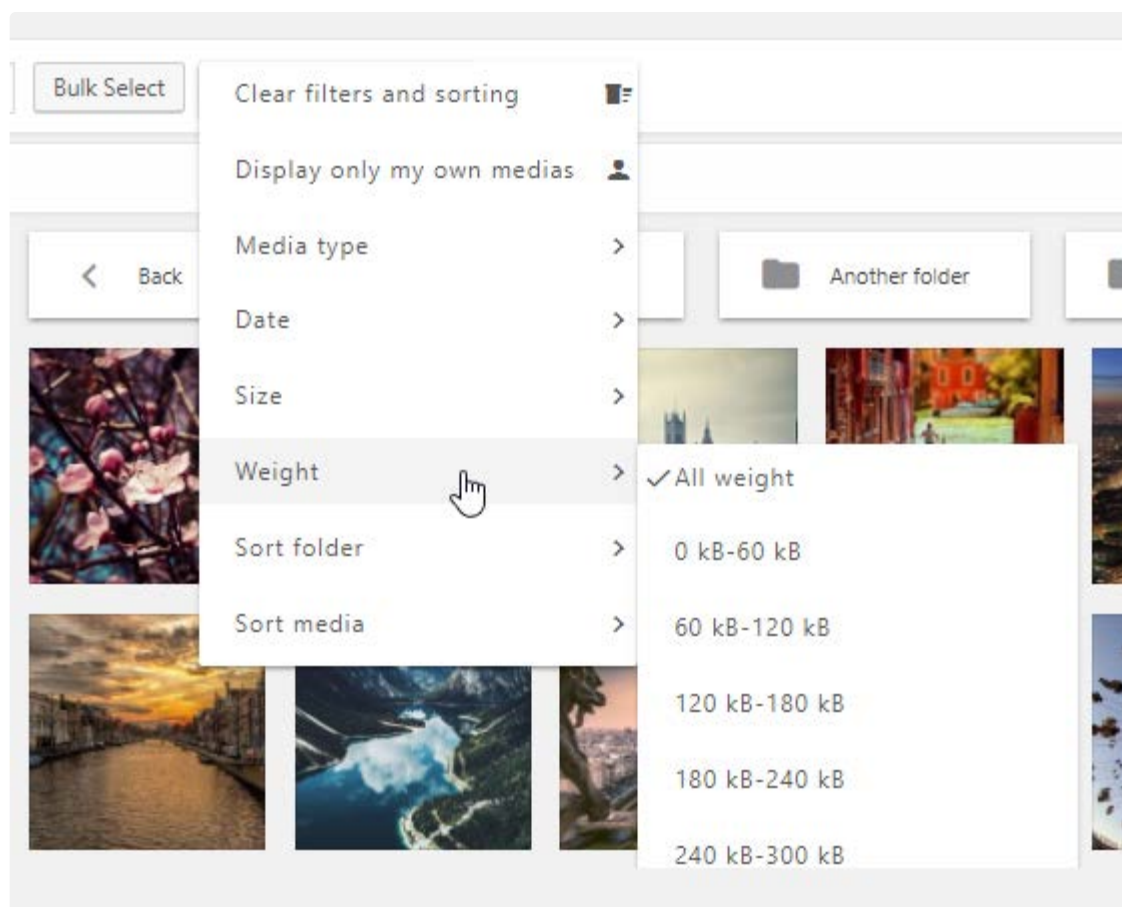 Bulk Select
Clear filters and sorting
Display only my own medias
Media type
Back
Another folder
Date
Size
Weight
All weight
0 kB-60 kB
Sort folder
60 kB-120 kB
Sort media
120 kB-180 kB
180 kB-240 kB
240 kB-300 kB